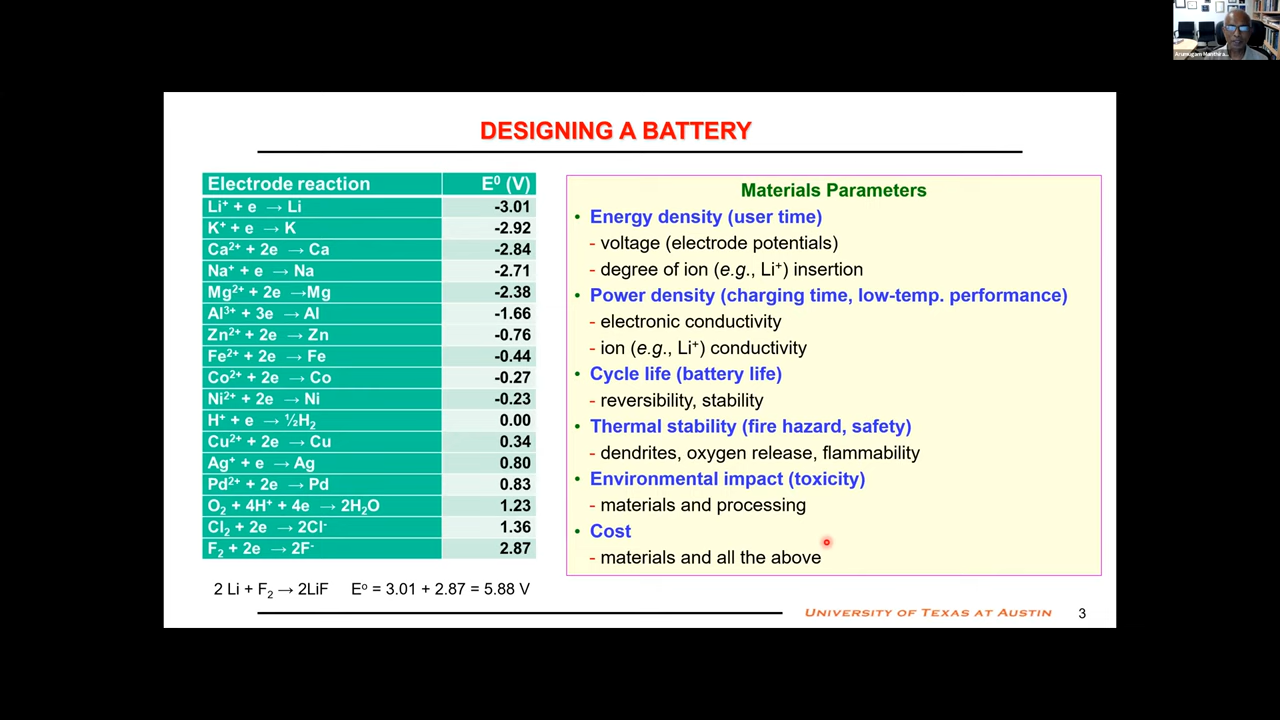 Arumugam Manthira...
DESIGNING A BATTERY
Electrode reaction E⁰ (V)
Li⁺ + e → Li -3.01
K⁺ + e → K -2.92
Ca²⁺ + 2e → Ca -2.84
Na⁺ + e → Na -2.71
Mg²⁺ + 2e →Mg -2.38
Al³⁺ + 3e → Al -1.66
Zn²⁺ + 2e → Zn -0.76
Fe²⁺ + 2e → Fe -0.44
Co²⁺ + 2e → Co -0.27
Ni²⁺ + 2e → Ni -0.23
H⁺ + e → ½H₂ 0.00
Cu²⁺ + 2e → Cu 0.34
Ag⁺ + e → Ag 0.80
Pd²⁺ + 2e → Pd 0.83
O₂ + 4H⁺ + 4e → 2H₂O 1.23
Cl₂ + 2e → 2Cl⁻ 1.36
F₂ + 2e → 2F⁻ 2.87
2 Li + F₂ → 2LiF E° = 3.01 + 2.87 = 5.88 V
Materials Parameters
• Energy density (user time)
- voltage (electrode potentials)
- degree of ion (e.g., Li⁺) insertion
• Power density (charging time, low-temp. performance)
- electronic conductivity
- ion (e.g., Li⁺) conductivity
• Cycle life (battery life)
- reversibility, stability
• Thermal stability (fire hazard, safety)
- dendrites, oxygen release, flammability
• Environmental impact (toxicity)
- materials and processing
• Cost
- materials and all the above
UNIVERSITY OF TEXAS AT AUSTIN 3